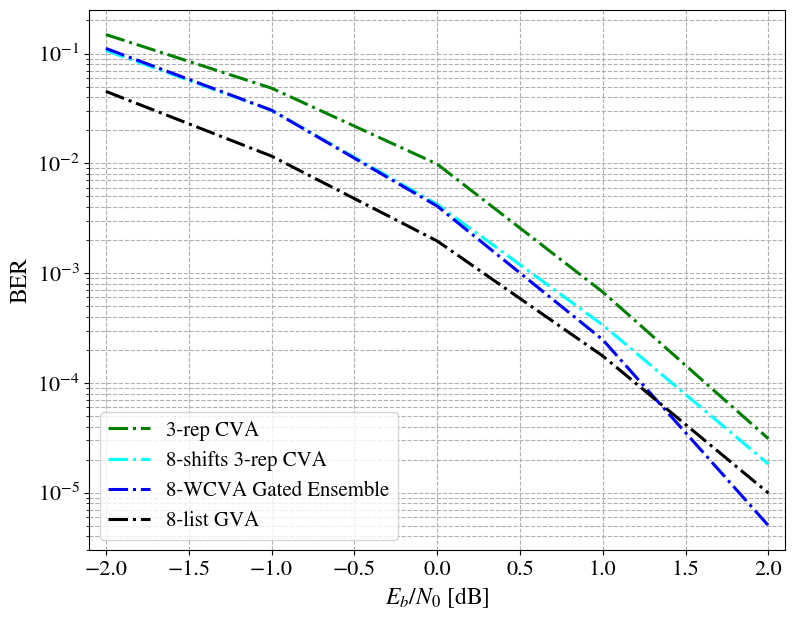 10⁻¹
10⁻²
10⁻³
10⁻⁴
10⁻⁵
BER
3-rep CVA
8-shifts 3-rep CVA
8-WCVA Gated Ensemble
8-list GVA
−2.0 −1.5 −1.0 −0.5 0.0 0.5 1.0 1.5 2.0
E_b/N_0 [dB]